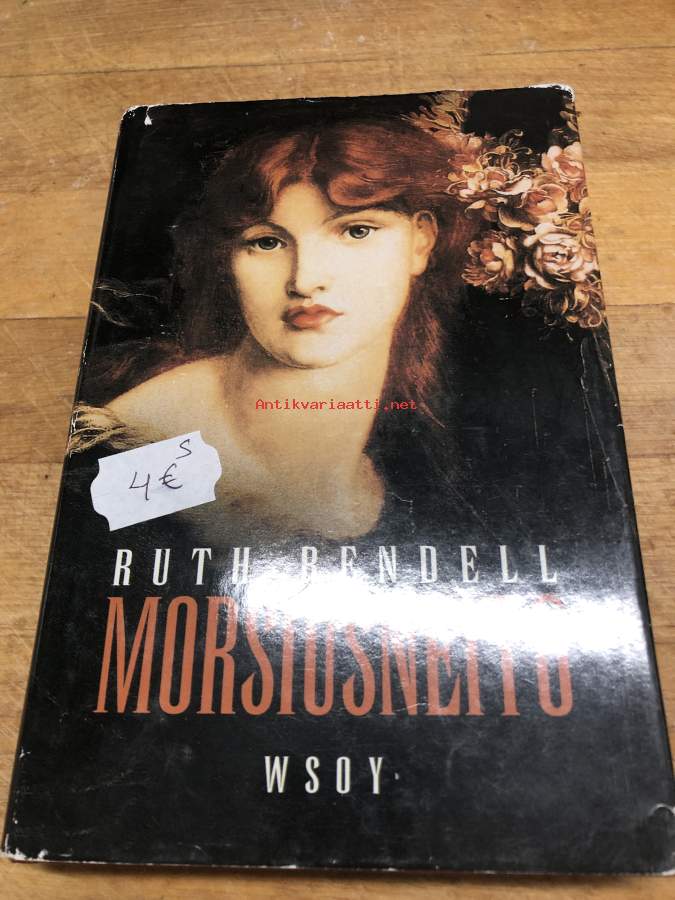 Antikvariaatti.net
S
4€
RUTH RENDELL
MORSIUSNEITO
WSOY